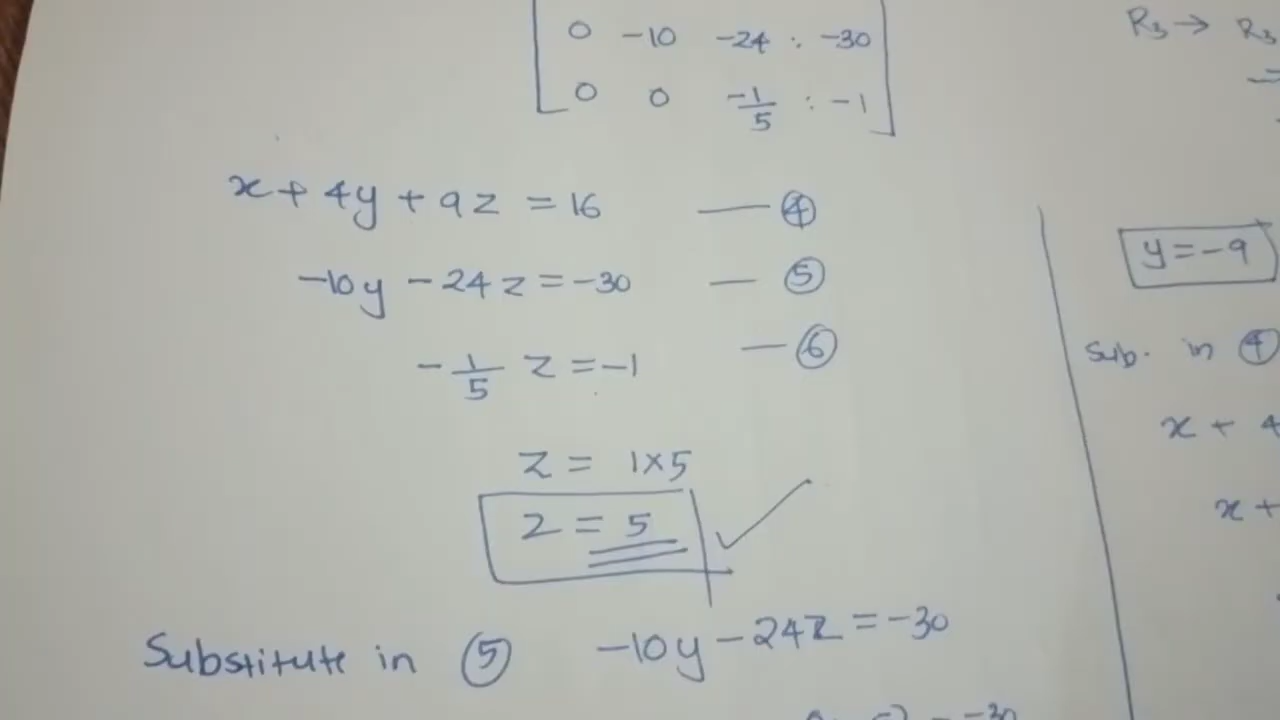 0 -10 -24 : -30
0 0 -1/5 : -1
x + 4y + 9z = 16 — ④
-10y - 24z = -30 — ⑤
-1/5 z = -1 — ⑥
z = 1×5
z = 5
Substitute in ⑤ -10y - 24z = -30
R₃ → R₃
y = -9
Sub. in ④
x + 4
x +